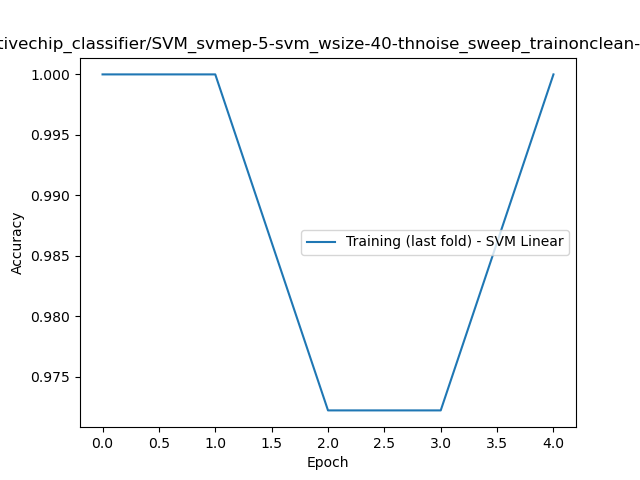 tivechip_classifier/SVM_svmep-5-svm_wsize-40-thnoise_sweep_trainonclean-
1.000
0.995
0.990
0.985
0.980
0.975
Accuracy
Training (last fold) - SVM Linear
0.0 0.5 1.0 1.5 2.0 2.5 3.0 3.5 4.0
Epoch